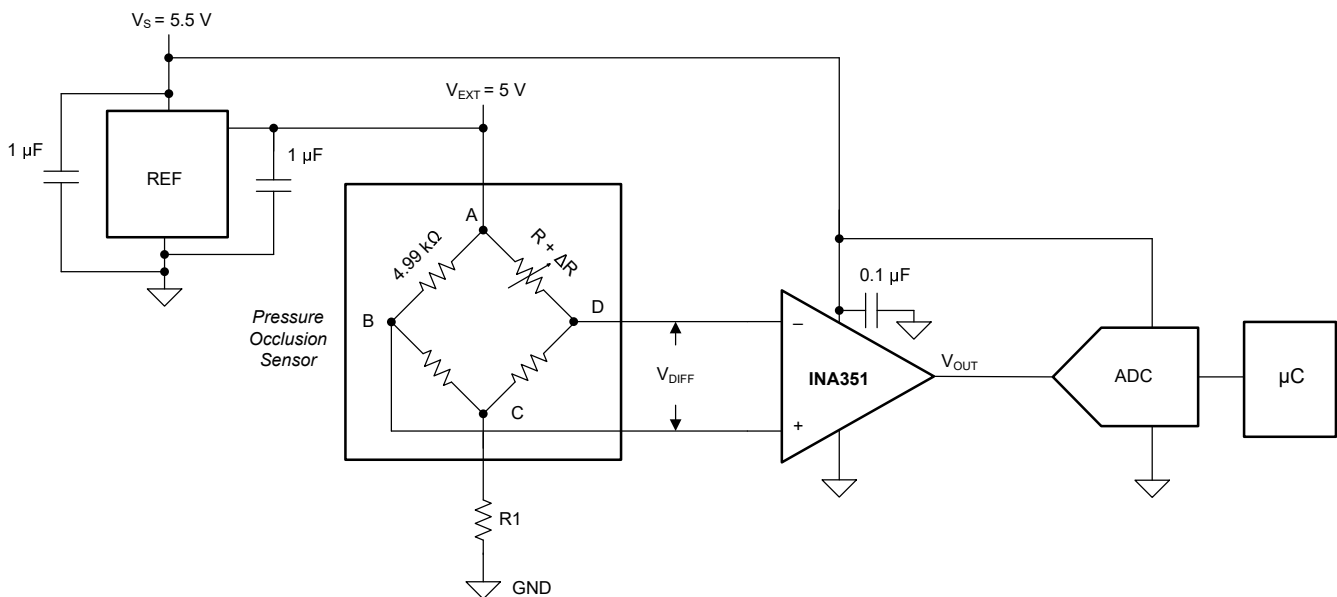 V_S = 5.5 V
V_EXT = 5 V
1 µF
REF
1 µF
A
4.99 kΩ
R + ΔR
0.1 µF
Pressure
Occlusion
Sensor
B
D
–
V_DIFF
INA351
V_OUT
ADC
µC
C
+
R1
GND